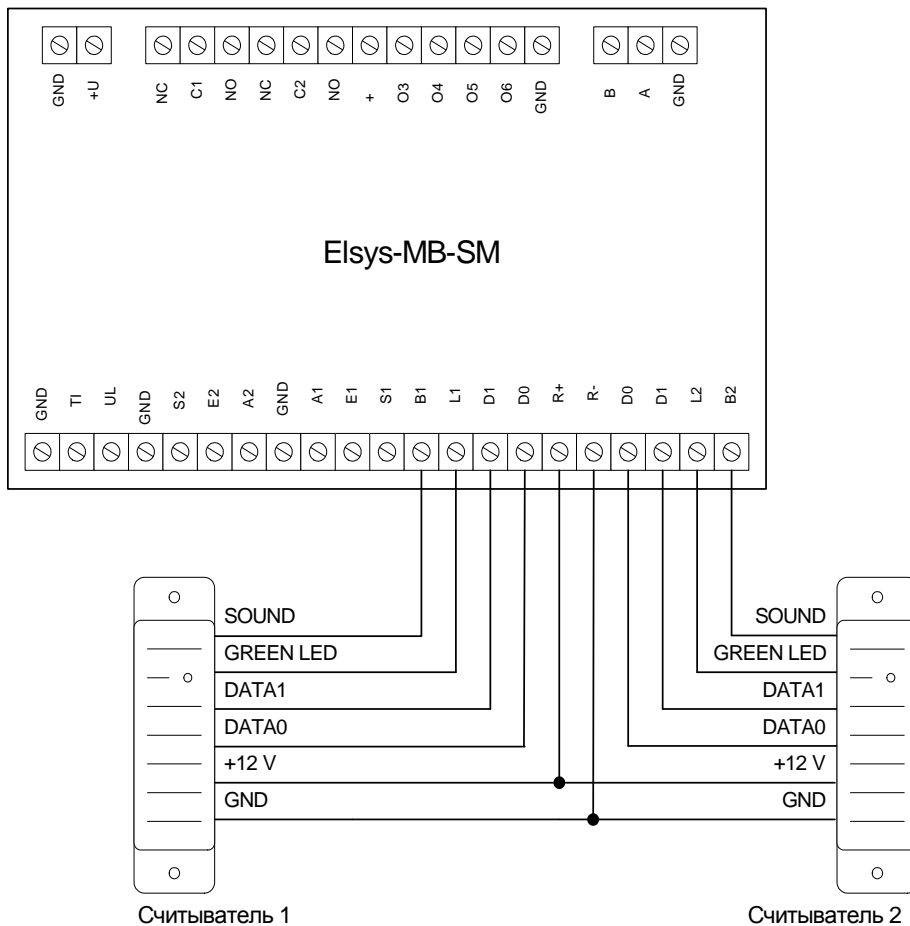 GND +U NC C1 NO NC C2 NO + O3 O4 O5 O6 GND B A GND
Elsys-MB-SM
GND TI UL GND S2 E2 A2 GND A1 E1 S1 B1 L1 D1 D0 R+ R- D0 D1 L2 B2
SOUND SOUND
GREEN LED GREEN LED
DATA1 DATA1
DATA0 DATA0
+12 V +12 V
GND GND
Считыватель 1 Считыватель 2